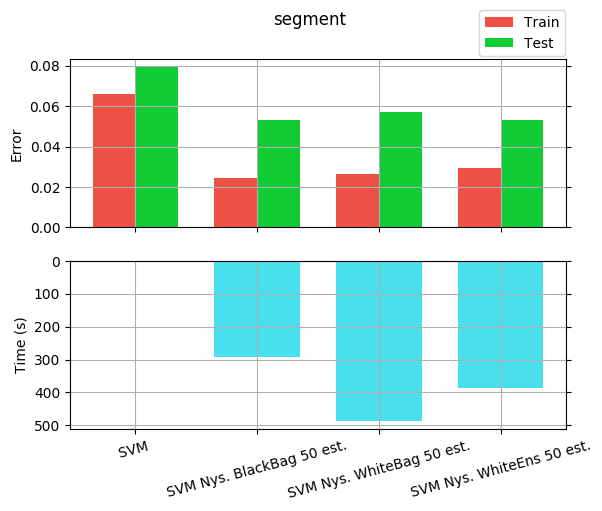 segment
Train
Test
0.08
0.06
0.04
0.02
0.00
Error
0
100
200
300
400
500
Time (s)
SVM
SVM Nys. BlackBag 50 est.
SVM Nys. WhiteBag 50 est.
SVM Nys. WhiteEns 50 est.